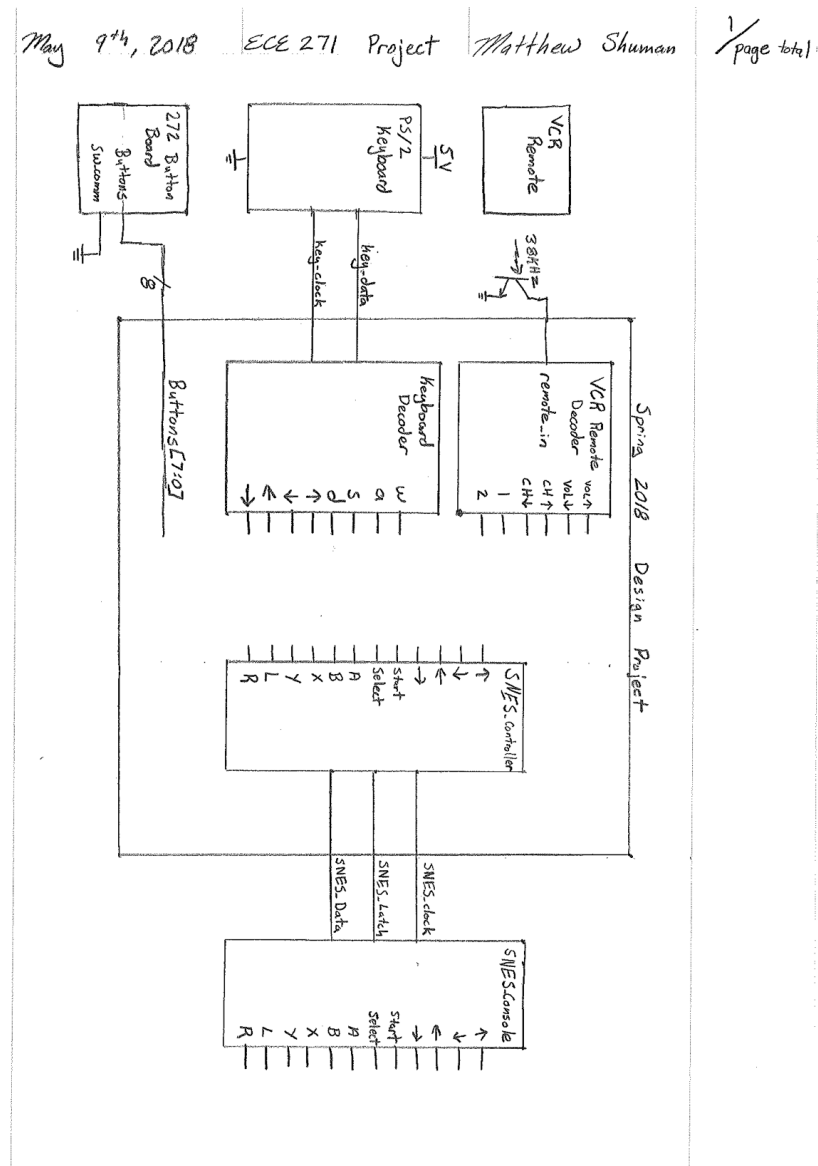 May 9th, 2018
ECE 271 Project
Matthew Shuman
1/
page total
Spring 2018 Design Project
VCR
Remote
38KHz
VCR Remote
Decoder
remote_in
VOL↑
VOL↓
CH↑
CH↓
1
2
5V
PS/2
Keyboard
key-data
key-clock
Keyboard
Decoder
w
a
s
d
↑
↓
←
→
272 Button
Board
Buttons
Sw.comm
8
Buttons[7:0]
SNES_Controller
↑
↓
←
→
Start
Select
A
B
X
Y
L
R
SNES_clock
SNES_Latch
SNES_Data
SNES_Console
↑
↓
←
→
Start
Select
A
B
X
Y
L
R